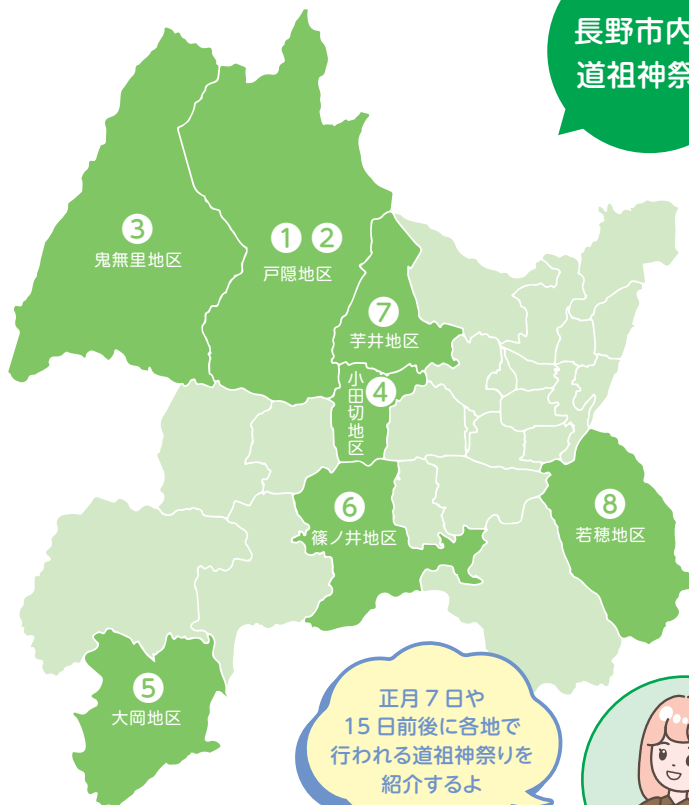 長野市内
道祖神祭
③
鬼無里地区
① ②
戸隠地区
⑦
芋井地区
④
小田切地区
⑥
篠ノ井地区
⑧
若穂地区
⑤
大岡地区
正月7日や
15日前後に各地で
行われる道祖神祭りを
紹介するよ